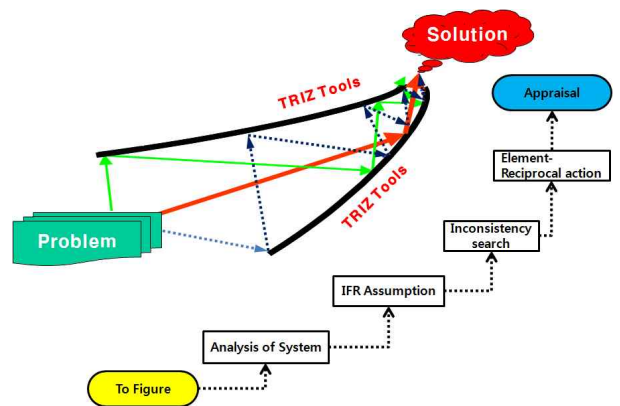 Solution
TRIZ Tools
Appraisal
Element-
Reciprocal action
TRIZ Tools
Problem
Inconsistency
search
IFR Assumption
Analysis of System
To Figure